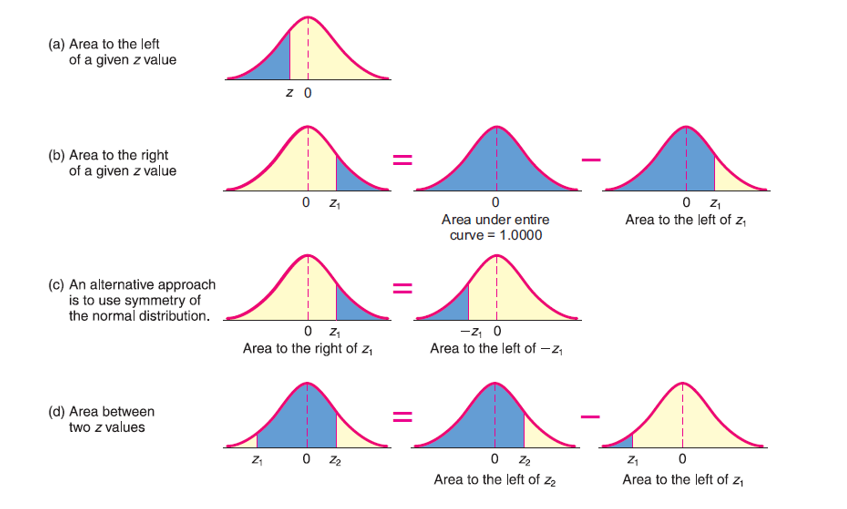 (a) Area to the left
of a given z value
z 0
(b) Area to the right
of a given z value
0 z₁
=
0
Area under entire
curve = 1.0000
−
0 z₁
Area to the left of z₁
(c) An alternative approach
is to use symmetry of
the normal distribution.
0 z₁
Area to the right of z₁
=
−z₁ 0
Area to the left of −z₁
(d) Area between
two z values
z₁ 0 z₂
=
0 z₂
Area to the left of z₂
−
z₁ 0
Area to the left of z₁